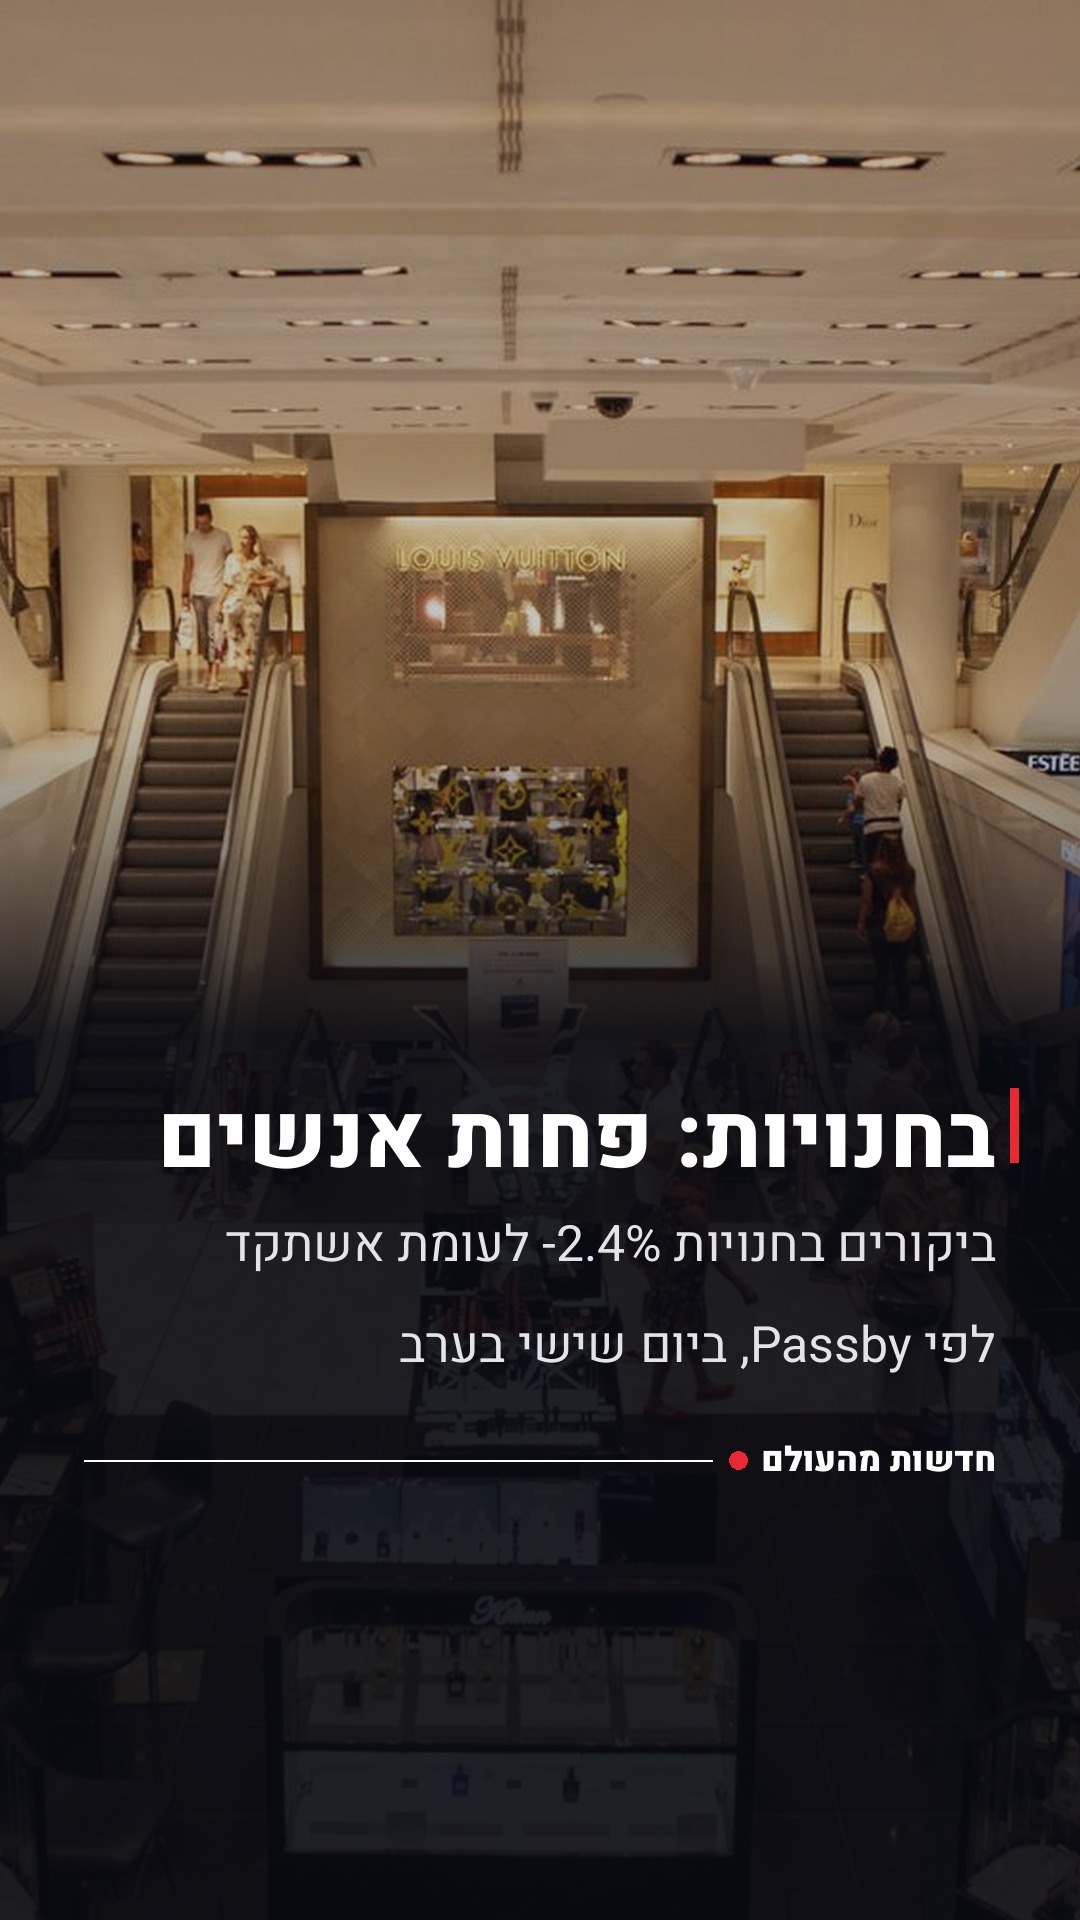 LOUIS VUITTON
Dior
ESTĒE
בחנויות: פחות אנשים
ביקורים בחנויות 2.4%- לעומת אשתקד
לפי Passby, ביום שישי בערב
חדשות מהעולם